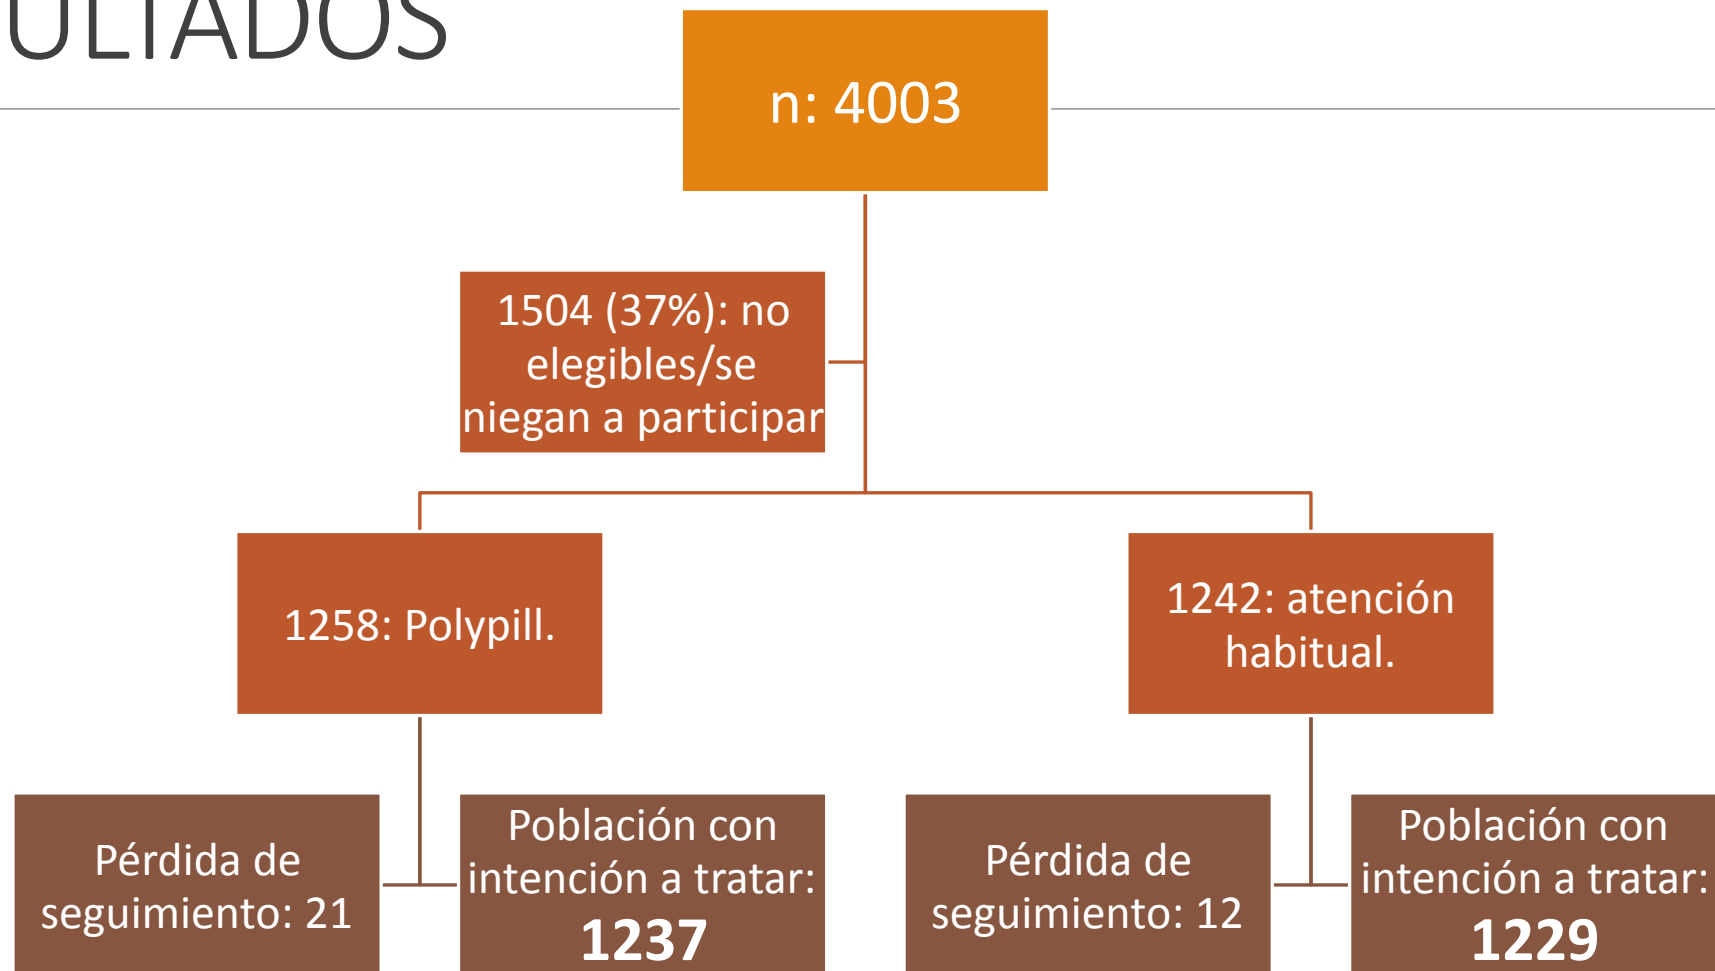 ULTADOS
n: 4003
1504 (37%): no
elegibles/se
niegan a participar
1258: Polypill.
1242: atención
habitual.
Pérdida de
seguimiento: 21
Población con
intención a tratar:
1237
Pérdida de
seguimiento: 12
Población con
intención a tratar:
1229